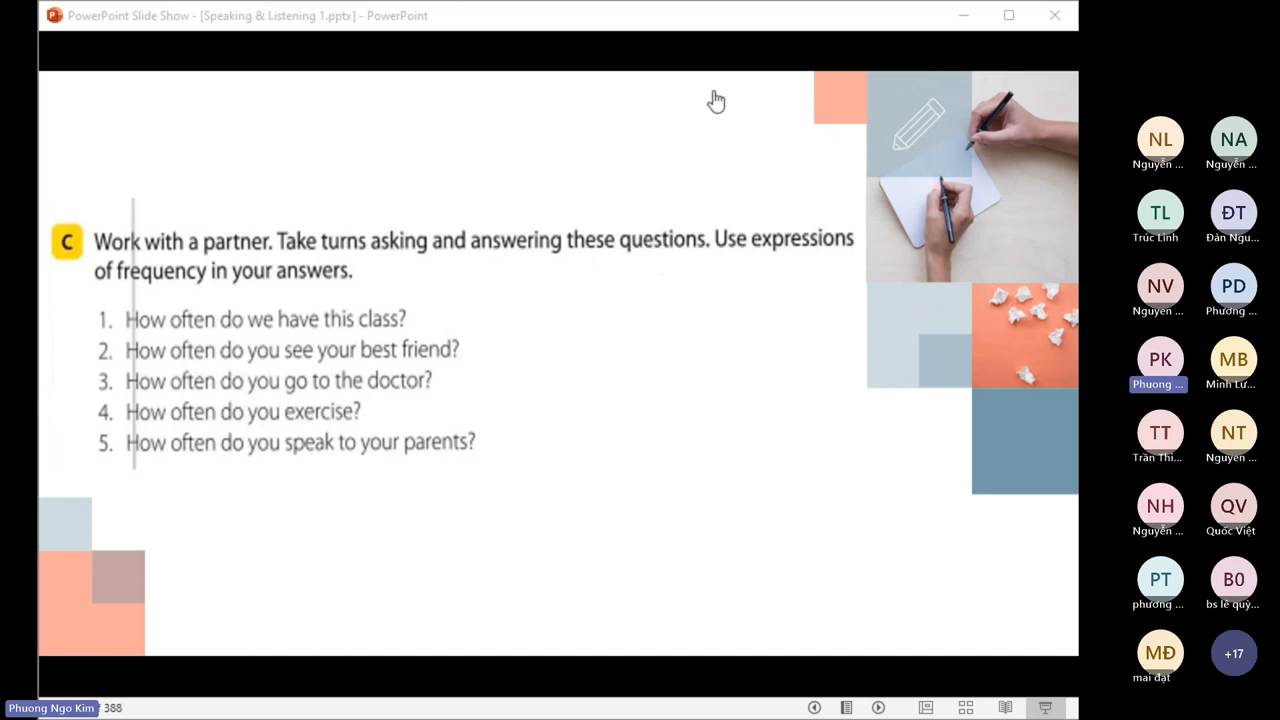 PowerPoint Slide Show - [Speaking & Listening 1.pptx] - PowerPoint
C Work with a partner. Take turns asking and answering these questions. Use expressions
of frequency in your answers.
1. How often do we have this class?
2. How often do you see your best friend?
3. How often do you go to the doctor?
4. How often do you exercise?
5. How often do you speak to your parents?
NL NA
Nguyễn ... Nguyễn ...
TL ĐT
Trúc Linh Đàn Ngu...
NV PD
Nguyen ... Phương ...
PK MB
Phuong ... Minh Lư...
TT NT
Trần Thi... Nguyen ...
NH QV
Nguyễn ... Quốc Việt
PT B0
phương ... bs lê quỳ...
MĐ +17
mai đạt
Phuong Ngo Kim 388